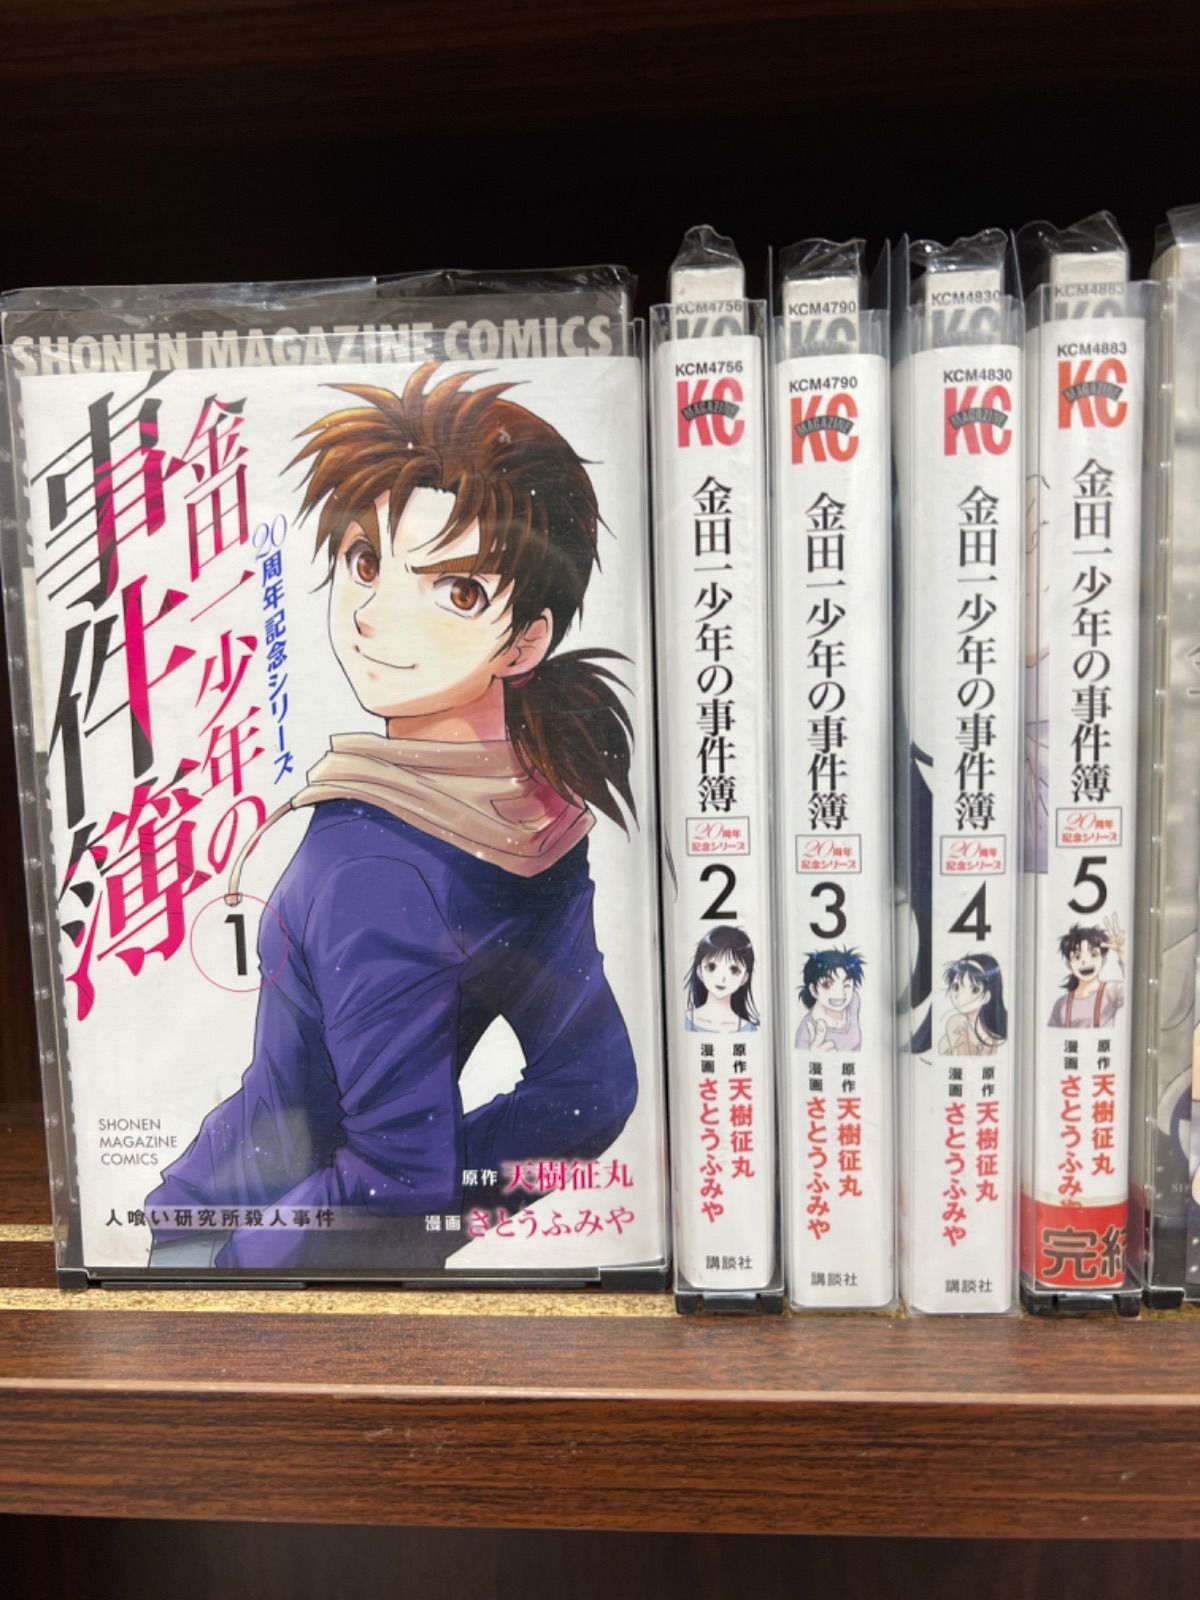 SHONEN MAGAZINE COMICS
金田一少年の
事件簿
20周年記念シリーズ
1
SHONEN
MAGAZINE
COMICS
人喰い研究所殺人事件
原作 天樹征丸
漫画 さとうふみや
KCM4756
KC
KCM4756
KC
MAGAZINE
金田一少年の事件簿
20周年
記念シリーズ
2
原作 天樹征丸
漫画 さとうふみや
講談社
KCM4790
KC
KCM4790
KC
MAGAZINE
金田一少年の事件簿
20周年
記念シリーズ
3
原作 天樹征丸
漫画 さとうふみや
講談社
KCM4830
KC
KCM4830
KC
MAGAZINE
金田一少年の事件簿
20周年
記念シリーズ
4
原作 天樹征丸
漫画 さとうふみや
講談社
KCM4883
KC
KCM4883
KC
MAGAZINE
金田一少年の事件簿
20周年
記念シリーズ
5
原作 天樹征丸
漫画 さとうふみや
完